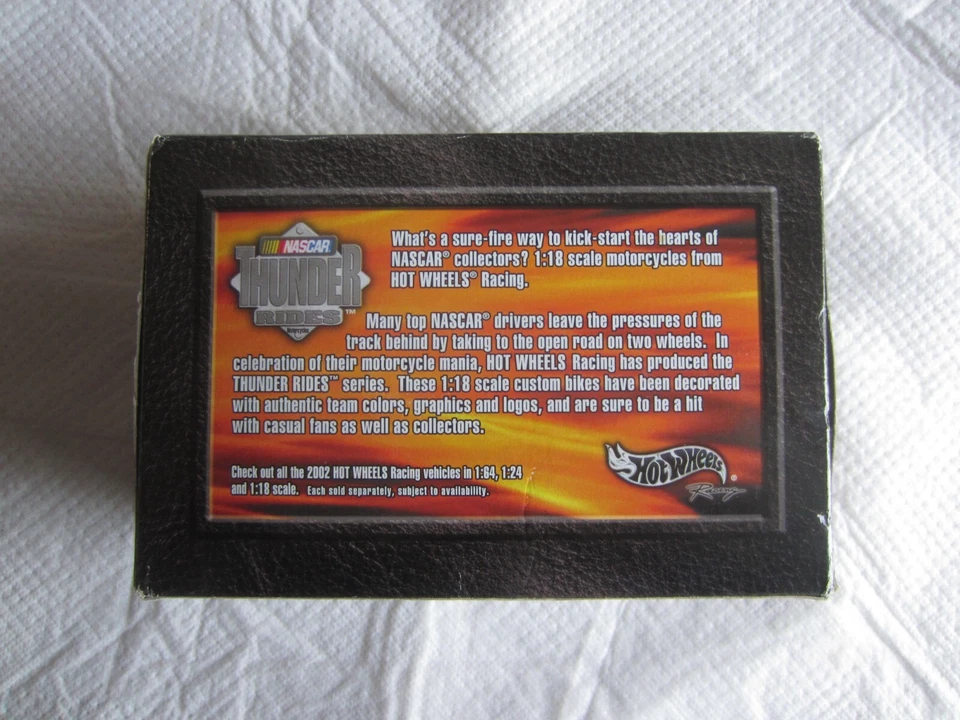 NASCAR
THUNDER
RIDES™
What's a sure-fire way to kick-start the hearts of
NASCAR® collectors? 1:18 scale motorcycles from
HOT WHEELS® Racing.
Many top NASCAR® drivers leave the pressures of the
track behind by taking to the open road on two wheels. In
celebration of their motorcycle mania, HOT WHEELS Racing has produced the
THUNDER RIDES™ series. These 1:18 scale custom bikes have been decorated
with authentic team colors, graphics and logos, and are sure to be a hit
with casual fans as well as collectors.
Check out all the 2002 HOT WHEELS Racing vehicles in 1:64, 1:24
and 1:18 scale. Each sold separately, subject to availability.
HOT WHEELS®
Racing